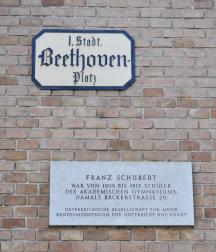 I. Stadt,
Beethoven-
Platz
FRANZ SCHUBERT
WAR VON 1808 BIS 1813 SCHÜLER
DES AKADEMISCHEN GYMNASIUMS,
DAMALS BÄCKERSTRASSE 20.
ÖSTERREICHISCHE GESELLSCHAFT FÜR MUSIK
BUNDESMINISTERIUM FÜR UNTERRICHT UND KUNST